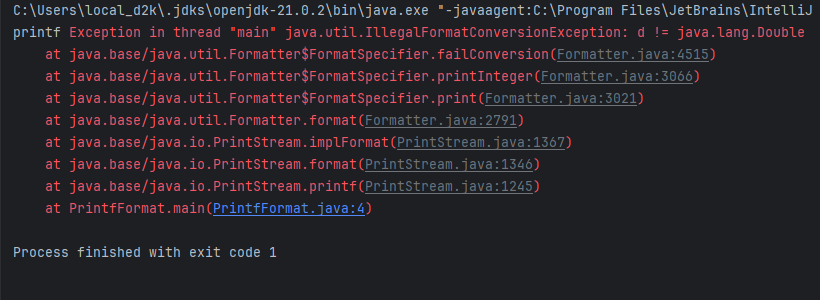 C:\Users\local_d2k\.jdks\openjdk-21.0.2\bin\java.exe "-javaagent:C:\Program Files\JetBrains\IntelliJ
printf Exception in thread "main" java.util.IllegalFormatConversionException: d != java.lang.Double
    at java.base/java.util.Formatter$FormatSpecifier.failConversion(Formatter.java:4515)
    at java.base/java.util.Formatter$FormatSpecifier.printInteger(Formatter.java:3066)
    at java.base/java.util.Formatter$FormatSpecifier.print(Formatter.java:3021)
    at java.base/java.util.Formatter.format(Formatter.java:2791)
    at java.base/java.io.PrintStream.implFormat(PrintStream.java:1367)
    at java.base/java.io.PrintStream.format(PrintStream.java:1346)
    at java.base/java.io.PrintStream.printf(PrintStream.java:1245)
    at PrintfFormat.main(PrintfFormat.java:4)
Process finished with exit code 1